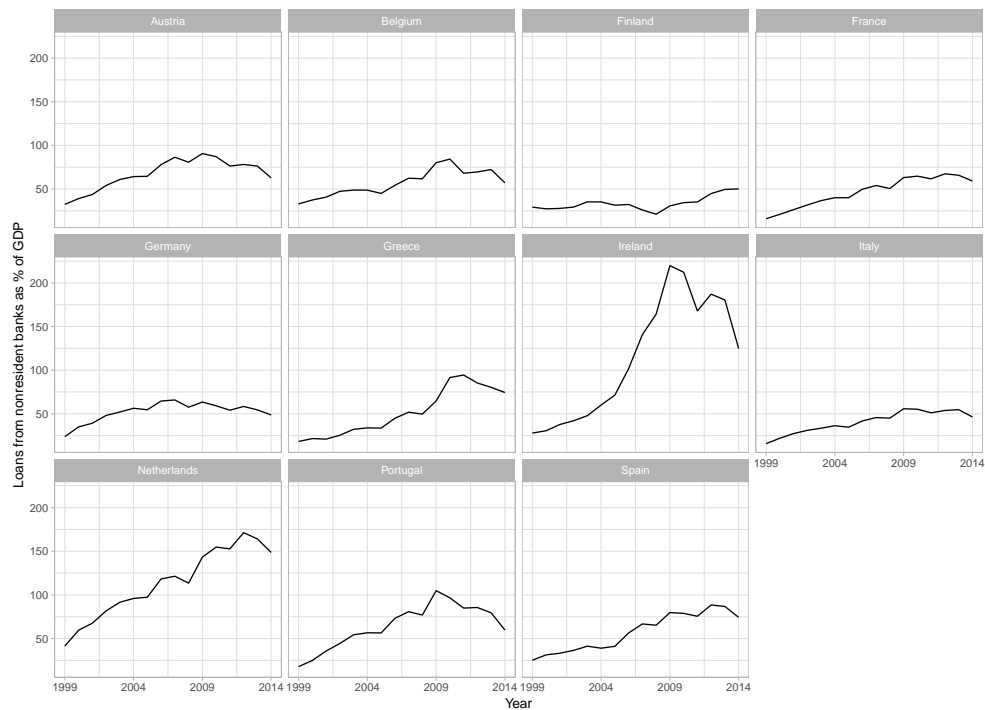 Austria Belgium Finland France
200
150
100
50
Germany Greece Ireland Italy
200
150
100
50
1999 2004 2009 2014
Netherlands Portugal Spain
200
150
100
50
1999 2004 2009 2014 1999 2004 2009 2014 1999 2004 2009 2014
Year
Loans from nonresident banks as % of GDP